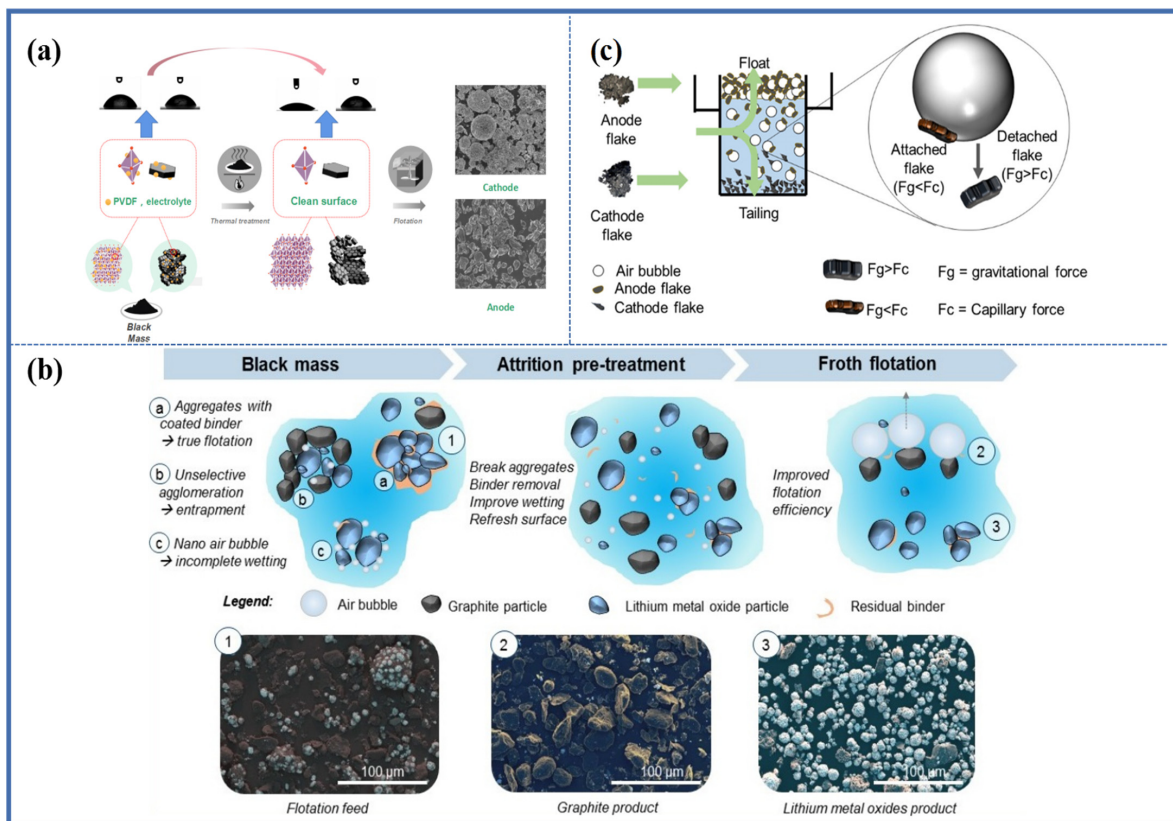 (a)
PVDF , electrolyte
Thermal treatment
Clean surface
Flotation
Cathode
Anode
Black
Mass
(c)
Anode
flake
Cathode
flake
Float
Tailing
Attached
flake
(Fg<Fc)
Detached
flake
(Fg>Fc)
Air bubble
Anode flake
Cathode flake
Fg>Fc
Fg = gravitational force
Fg<Fc
Fc = Capillary force
(b)
Black mass
Attrition pre-treatment
Froth flotation
a Aggregates with
coated binder
→ true flotation
b Unselective
agglomeration
→ entrapment
c Nano air bubble
→ incomplete wetting
1
a
b
c
Break aggregates
Binder removal
Improve wetting
Refresh surface
Improved
flotation
efficiency
2
3
Legend:
Air bubble
Graphite particle
Lithium metal oxide particle
Residual binder
1
100 µm
Flotation feed
2
100 µm
Graphite product
3
100 µm
Lithium metal oxides product